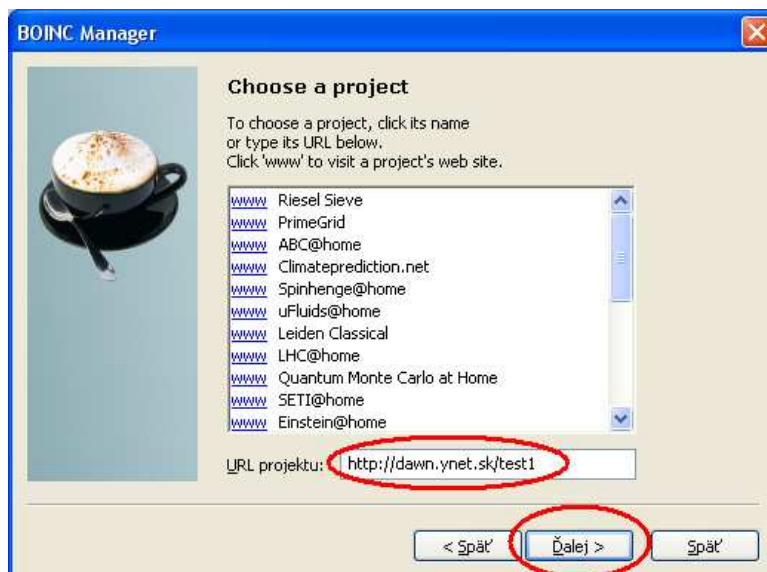 BOINC Manager
Choose a project
To choose a project, click its name
or type its URL below.
Click 'www' to visit a project's web site.
www Riesel Sieve
www PrimeGrid
www ABC@home
www Climateprediction.net
www Spinhenge@home
www uFluids@home
www Leiden Classical
www LHC@home
www Quantum Monte Carlo at Home
www SETI@home
www Einstein@home
URL projektu: http://dawn.ynet.sk/test1
< Späť Ďalej > Späť